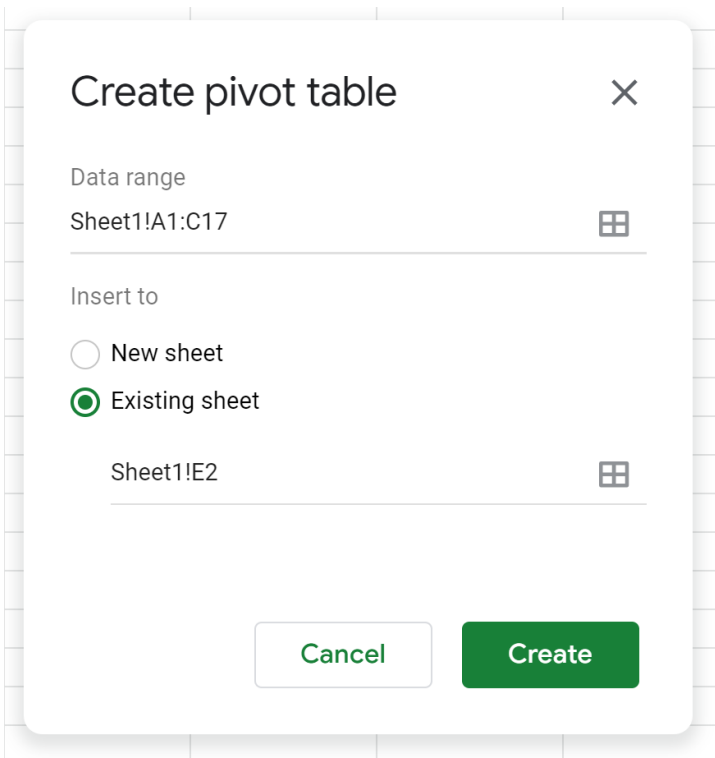 Create pivot table
Data range
Sheet1!A1:C17
Insert to
New sheet
Existing sheet
Sheet1!E2
Cancel Create